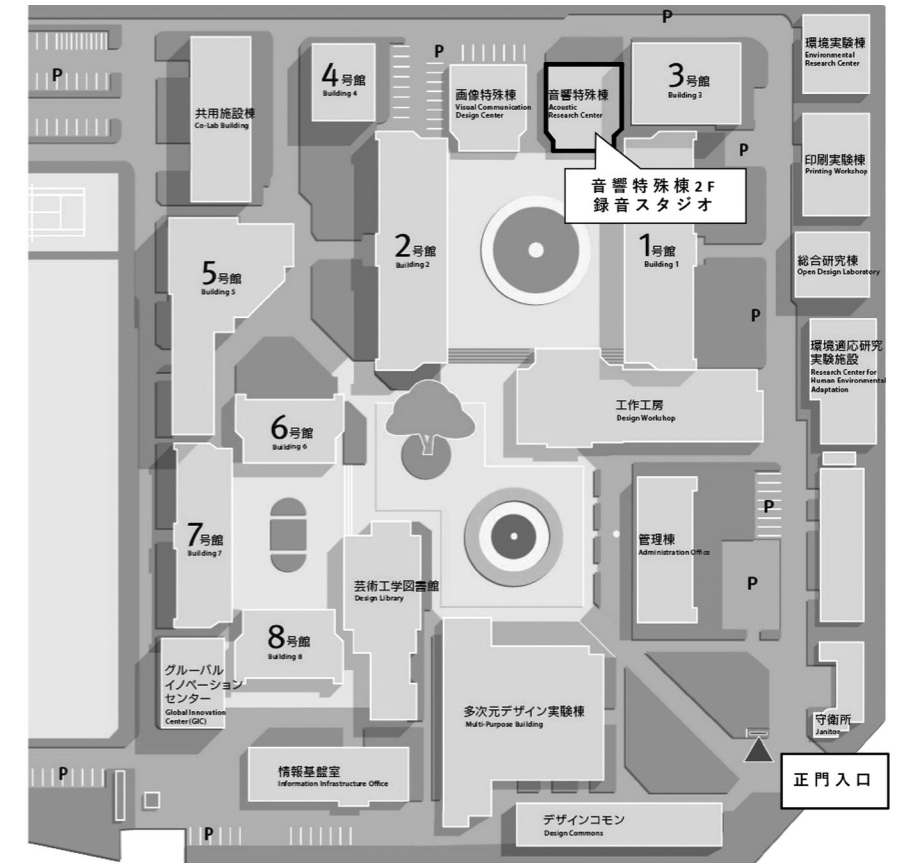 P
環境実験棟
Environmental
Research Center
P
P
4号館
Building 4
画像特殊棟
Visual Communication
Design Center
音響特殊棟
Acoustic
Research Center
3号館
Building 3
共用施設棟
Co-Lab Building
P
印刷実験棟
Printing Workshop
音響特殊棟2F
録音スタジオ
2号館
Building 2
1号館
Building 1
5号館
Building 5
総合研究棟
Open Design Laboratory
P
環境適応研究
実験施設
Research Center for
Human Environmental
Adaptation
工作工房
Design Workshop
6号館
Building 6
P
7号館
Building 7
管理棟
Administration Office
P
芸術工学図書館
Design Library
8号館
Building 8
グルーバル
イノベーション
センター
Global Innovation
Center(GIC)
多次元デザイン実験棟
Multi-Purpose Building
守衛所
Janitor
正門入口
P
情報基盤室
Information Infrastructure Office
デザインコモン
Design Commons
P